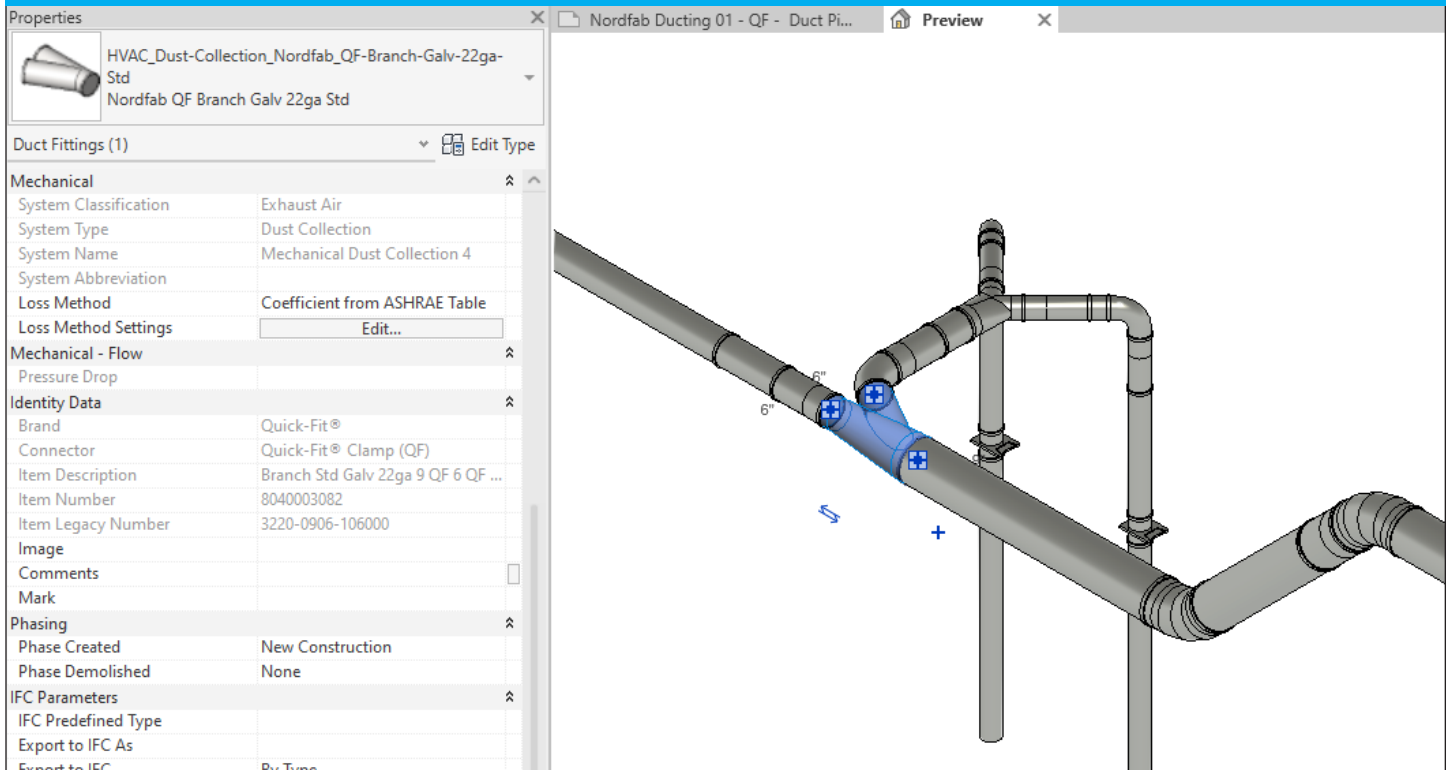 Properties
HVAC_Dust-Collection_Nordfab_QF-Branch-Galv-22ga-
Std
Nordfab QF Branch Galv 22ga Std
Duct Fittings (1)
Edit Type
Mechanical
System Classification Exhaust Air
System Type Dust Collection
System Name Mechanical Dust Collection 4
System Abbreviation
Loss Method Coefficient from ASHRAE Table
Loss Method Settings Edit...
Mechanical - Flow
Pressure Drop
Identity Data
Brand Quick-Fit®
Connector Quick-Fit® Clamp (QF)
Item Description Branch Std Galv 22ga 9 QF 6 QF ...
Item Number 8040003082
Item Legacy Number 3220-0906-106000
Image
Comments
Mark
Phasing
Phase Created New Construction
Phase Demolished None
IFC Parameters
IFC Predefined Type
Export to IFC As
Export to IFC By Type
Nordfab Ducting 01 - QF - Duct Pi...
Preview
6"
6"